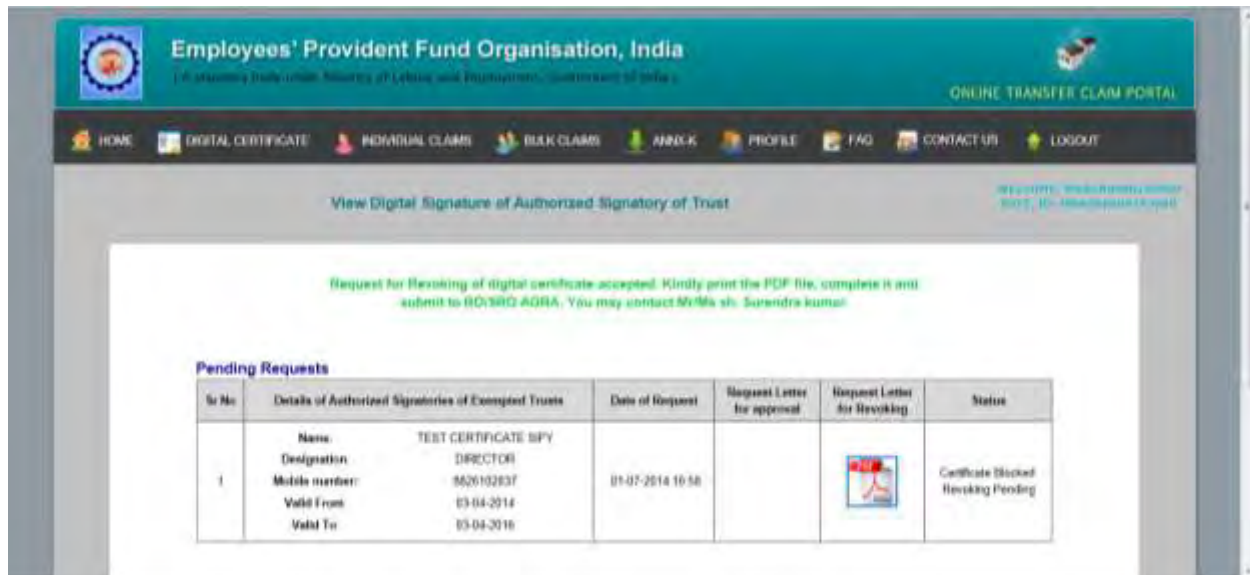 Employees' Provident Fund Organisation, India
ONLINE TRANSFER CLAIM PORTAL
HOME DIGITAL CERTIFICATE INDIVIDUAL CLAIMS BULK CLAIMS ANNX-K PROFILE FAQ CONTACT US LOGOUT
View Digital Signature of Authorized Signatory of Trust
Request for Revoking of digital certificate accepted. Kindly print the PDF file, complete it and
submit to RO/SRO AGRA. You may contact Mr/Ms sh. Surendra kumar
Pending Requests
Sr No Details of Authorized Signatories of Exempted Trusts Date of Request Request Letter for approval Request Letter for Revoking Status
Name: TEST CERTIFICATE SIFY
Designation DIRECTOR
1 Mobile number: 01-07-2014 16:58 Certificate Blocked
Revoking Pending
Valid From 03-04-2014
Valid To 03-04-2016